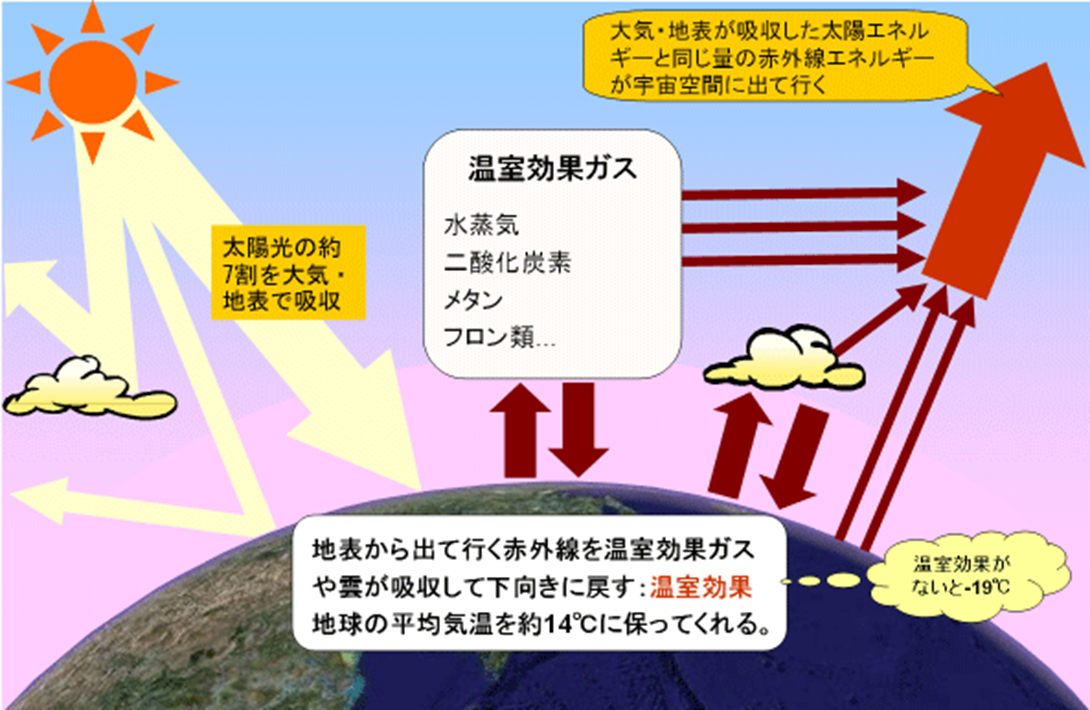 大気・地表が吸収した太陽エネル
ギーと同じ量の赤外線エネルギー
が宇宙空間に出て行く
温室効果ガス
水蒸気
二酸化炭素
メタン
フロン類…
太陽光の約
7割を大気・
地表で吸収
地表から出て行く赤外線を温室効果ガス
や雲が吸収して下向きに戻す：温室効果
地球の平均気温を約14℃に保ってくれる。
温室効果が
ないと-19℃